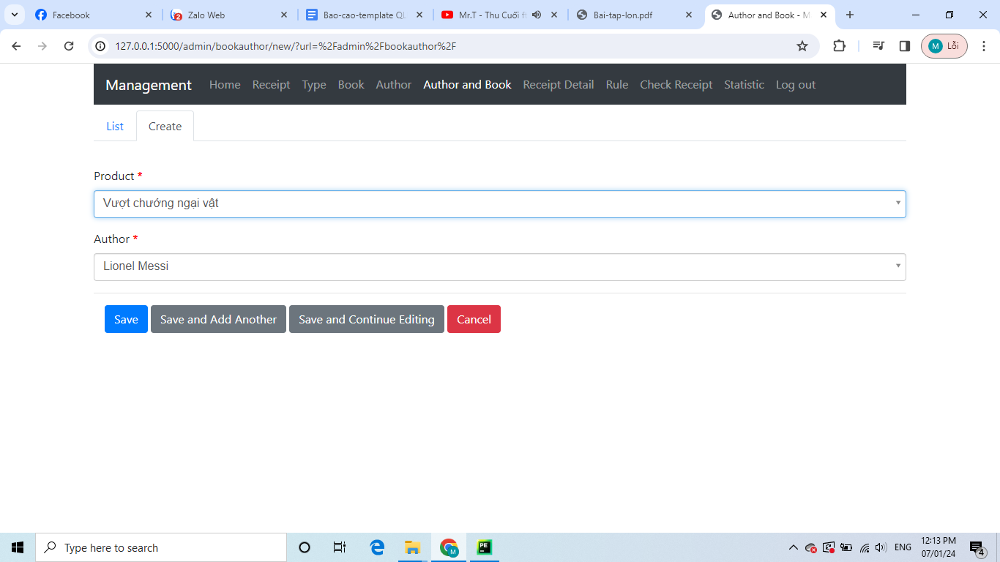 Facebook
Zalo Web
Bao-cao-template QL
Mr.T - Thu Cuối ft
Bai-tap-lon.pdf
Author and Book - M
127.0.0.1:5000/admin/bookauthor/new/?url=%2Fadmin%2Fbookauthor%2F
M Lỗi
Management Home Receipt Type Book Author Author and Book Receipt Detail Rule Check Receipt Statistic Log out
List Create
Product *
Vượt chướng ngại vật
Author *
Lionel Messi
Save Save and Add Another Save and Continue Editing Cancel
Type here to search
M
PE
ENG
12:13 PM
07/01/24
4